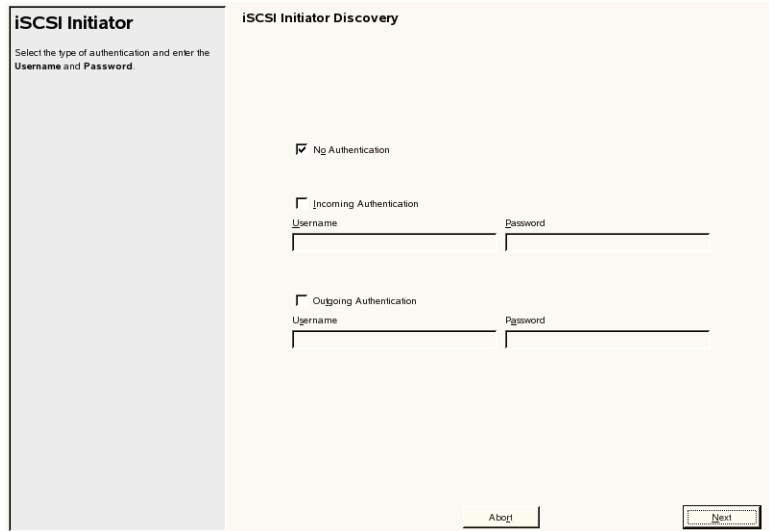 iSCSI Initiator
Select the type of authentication and enter the
Username and Password.
iSCSI Initiator Discovery
No Authentication
Incoming Authentication
Username Password
Outgoing Authentication
Username Password
Abort Next